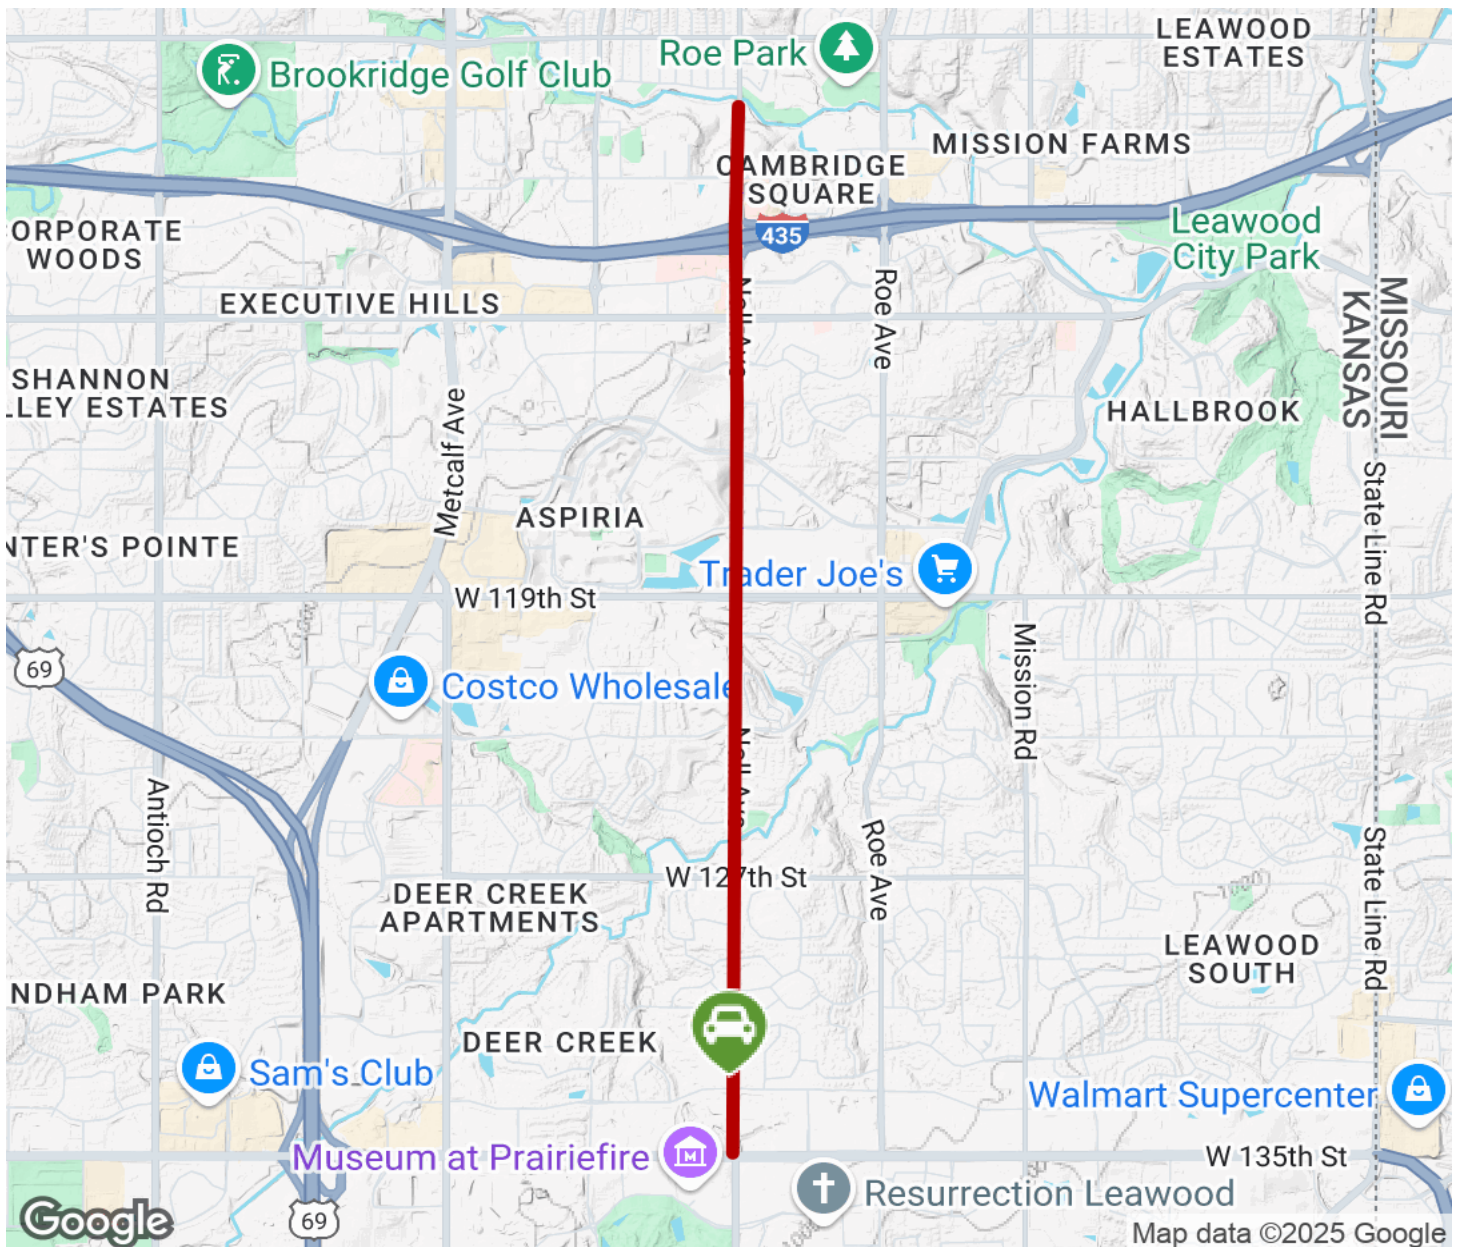 LEAWOOD
ESTATES
Roe Park
Brookridge Golf Club
MISSION FARMS
CAMBRIDGE
SQUARE
435
Leawood
City Park
ORPORATE
WOODS
EXECUTIVE HILLS
Roe Ave
MISSOURI
KANSAS
SHANNON
LLEY ESTATES
HALLBROOK
Metcalf Ave
State Line Rd
ASPIRIA
NTER'S POINTE
Trader Joe's
W 119th St
69
Mission Rd
Costco Wholesale
Antioch Rd
Roe Ave
State Line Rd
W 127th St
DEER CREEK
APARTMENTS
LEAWOOD
SOUTH
NDHAM PARK
DEER CREEK
Sam's Club
Walmart Supercenter
Museum at Prairiefire
W 135th St
Resurrection Leawood
69
Google
Map data ©2025 Google